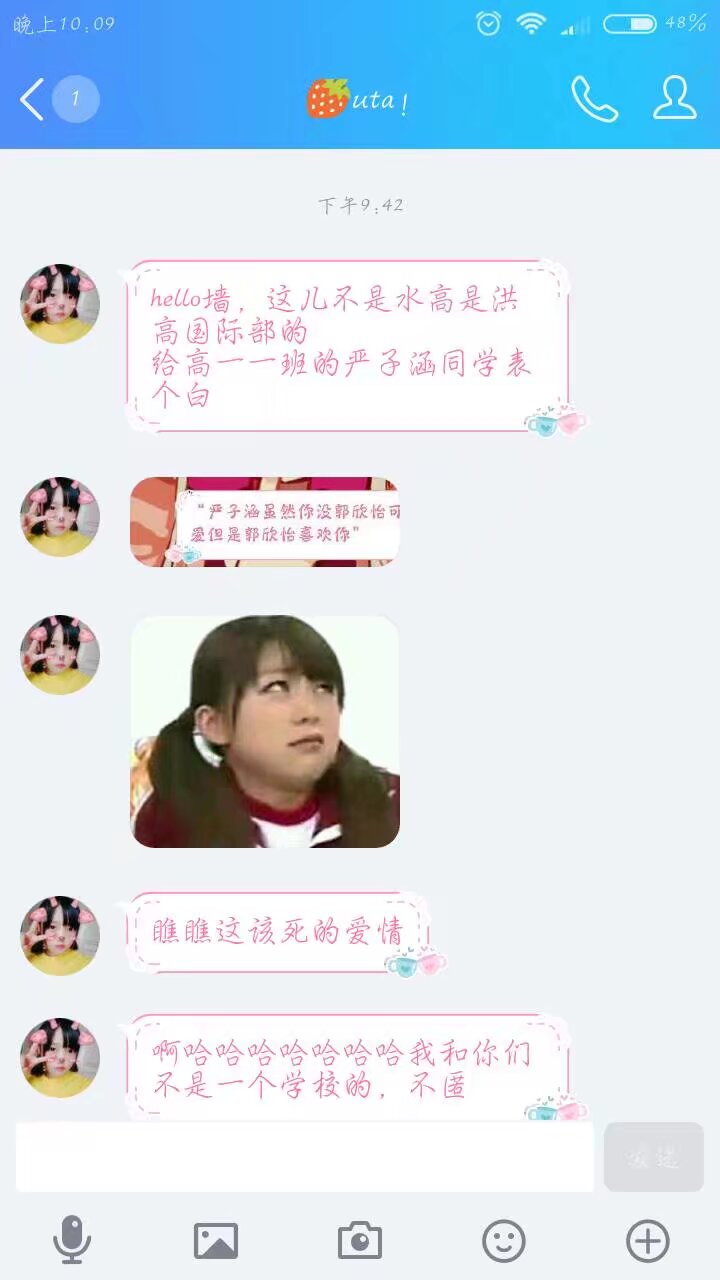 晚上10:09
48%
1
uta!
下午9:42
hello墙，这儿不是水高是洪
高国际部的
给高一一班的严子涵同学表
个白
“严子涵虽然你没郭欣怡可
爱但是郭欣怡喜欢你”
瞧瞧这该死的爱情
啊哈哈哈哈哈哈哈我和你们
不是一个学校的，不匿
发送